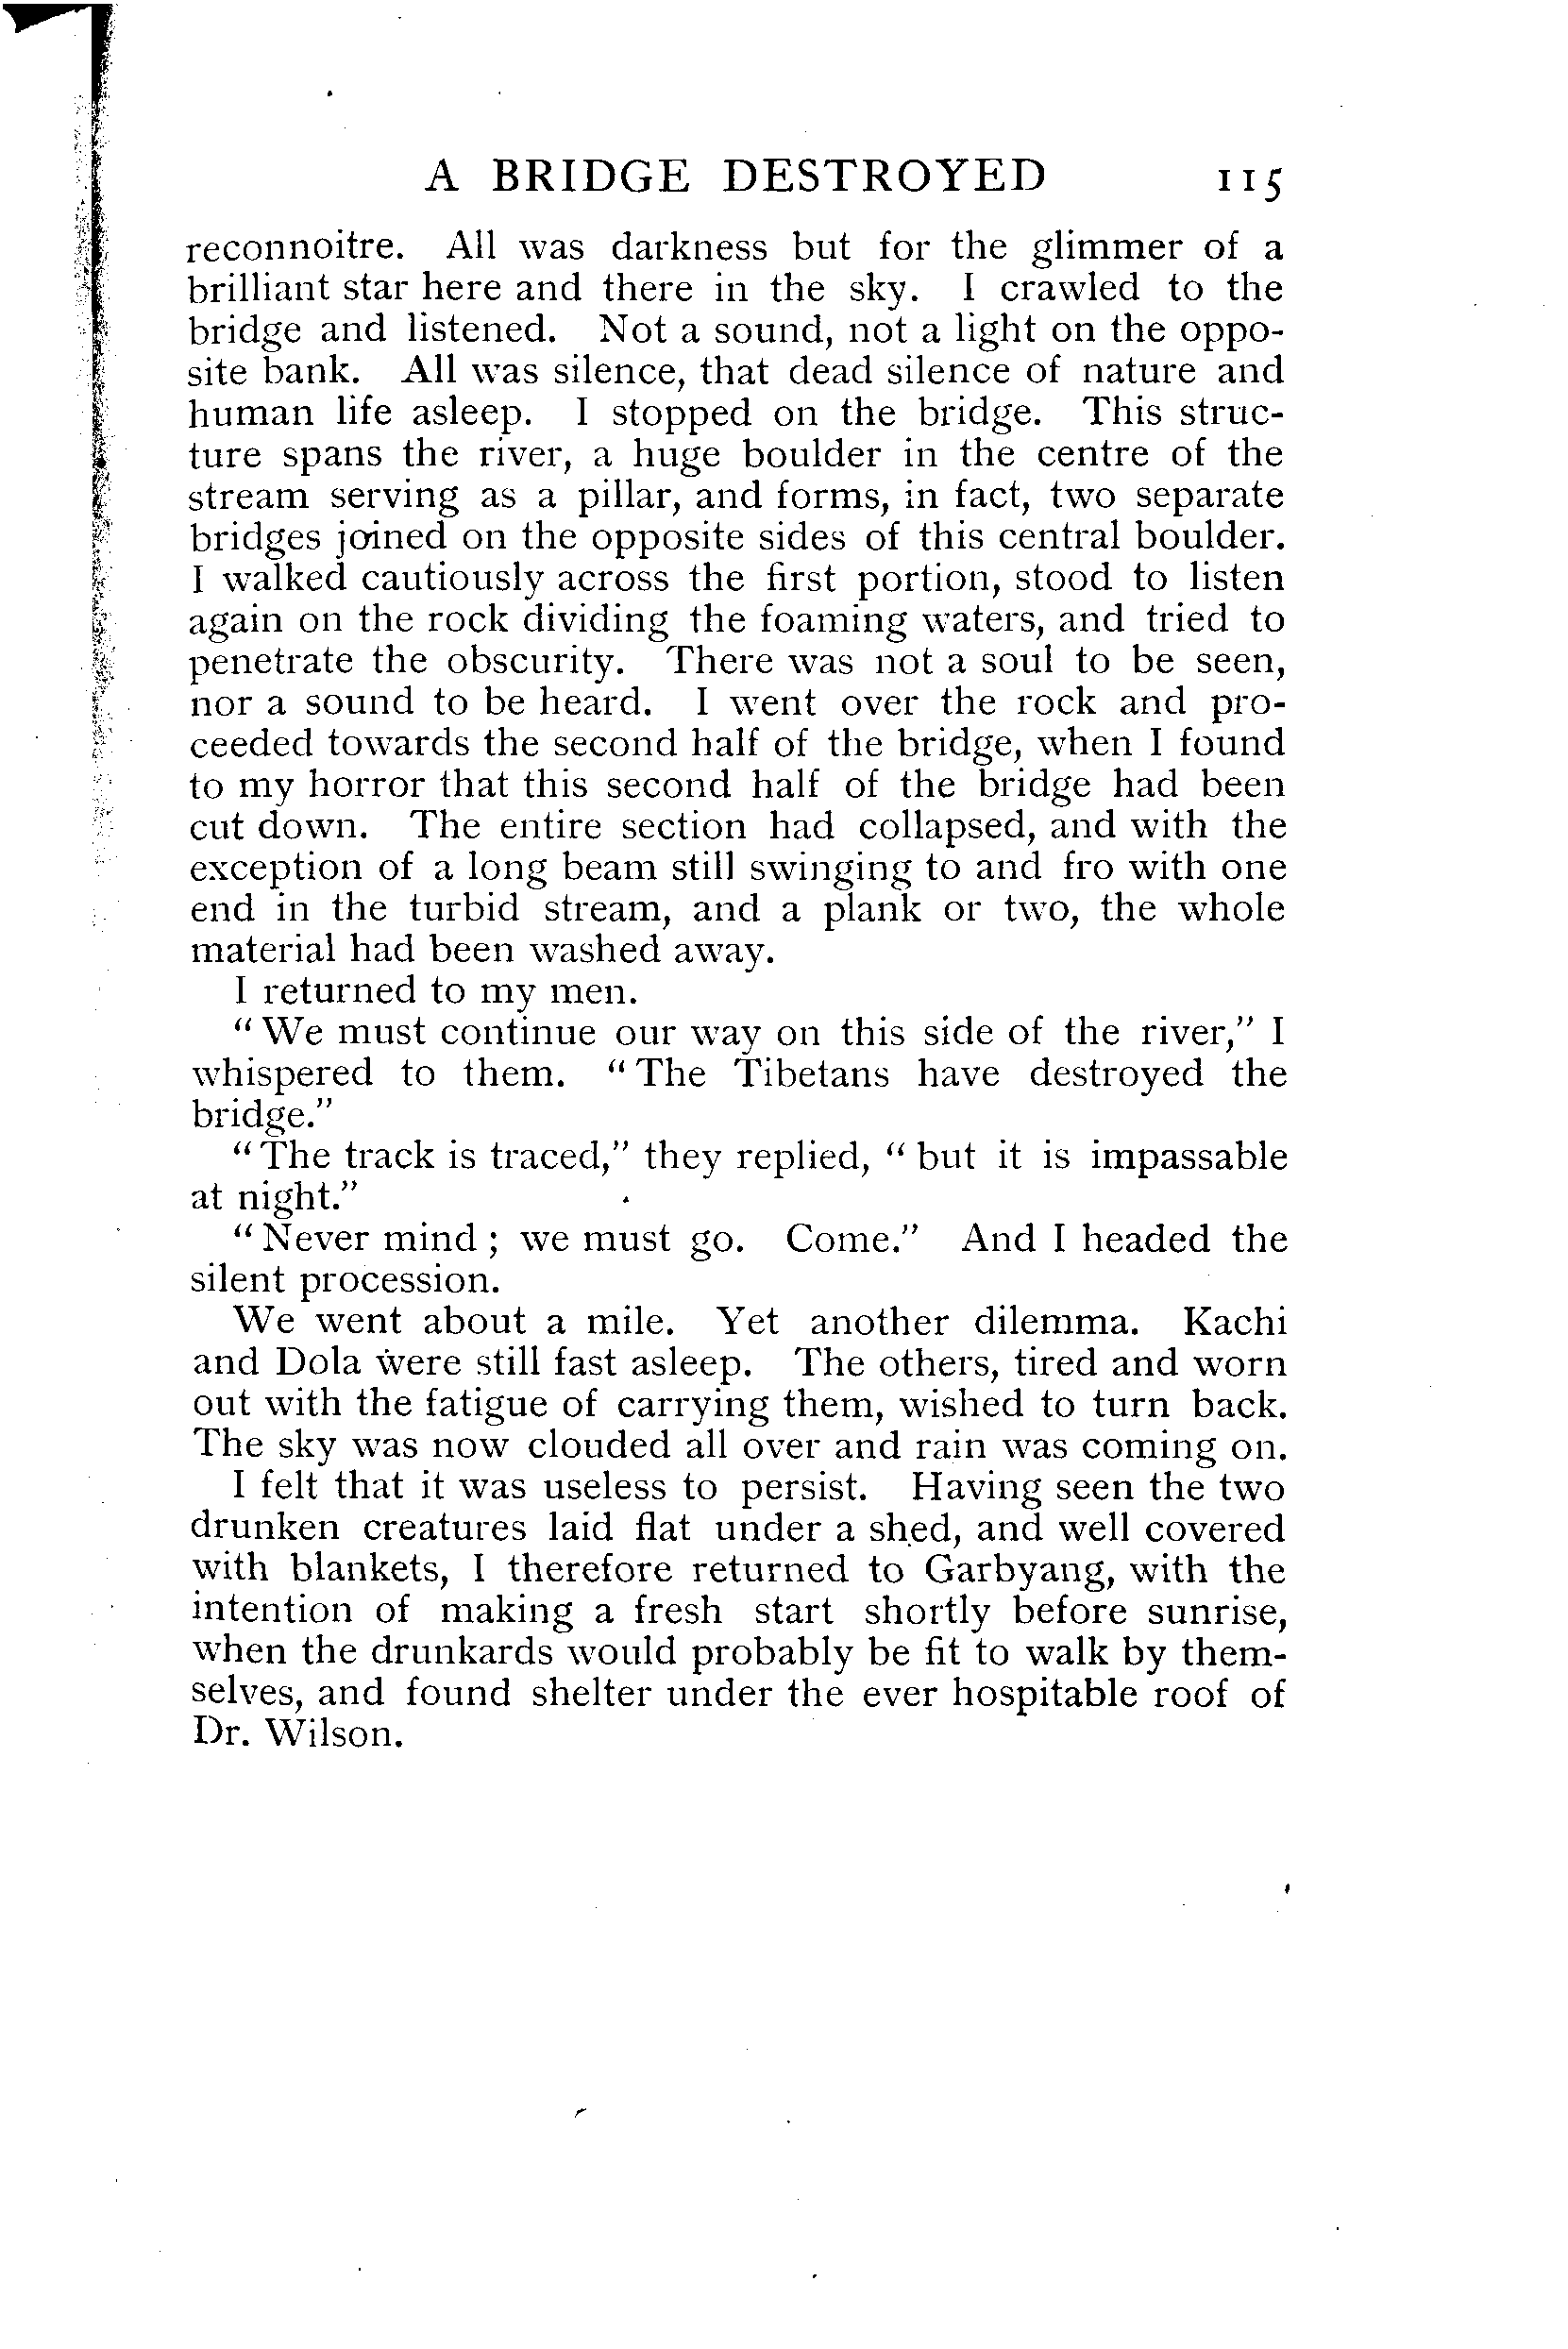 A BRIDGE DESTROYED 115
reconnoitre. All was darkness but for the glimmer of a
brilliant star here and there in the sky. I crawled to the
bridge and listened. Not a sound, not a light on the oppo-
site bank. All was silence, that dead silence of nature and
human life asleep. I stopped on the bridge. This struc-
ture spans the river, a huge boulder in the centre of the
stream serving as a pillar, and forms, in fact, two separate
bridges joined on the opposite sides of this central boulder.
I walked cautiously across the first portion, stood to listen
again on the rock dividing the foaming waters, and tried to
penetrate the obscurity. There was not a soul to be seen,
nor a sound to be heard. I went over the rock and pro-
ceeded towards the second half of the bridge, when I found
to my horror that this second half of the bridge had been
cut down. The entire section had collapsed, and with the
exception of a long beam still swinging to and fro with one
end in the turbid stream, and a plank or two, the whole
material had been washed away.
I returned to my men.
“We must continue our way on this side of the river,” I
whispered to them. “The Tibetans have destroyed the
bridge.”
“The track is traced,” they replied, “but it is impassable
at night.”
“Never mind; we must go. Come.” And I headed the
silent procession.
We went about a mile. Yet another dilemma. Kachi
and Dola were still fast asleep. The others, tired and worn
out with the fatigue of carrying them, wished to turn back.
The sky was now clouded all over and rain was coming on.
I felt that it was useless to persist. Having seen the two
drunken creatures laid flat under a shed, and well covered
with blankets, I therefore returned to Garbyang, with the
intention of making a fresh start shortly before sunrise,
when the drunkards would probably be fit to walk by them-
selves, and found shelter under the ever hospitable roof of
Dr. Wilson.